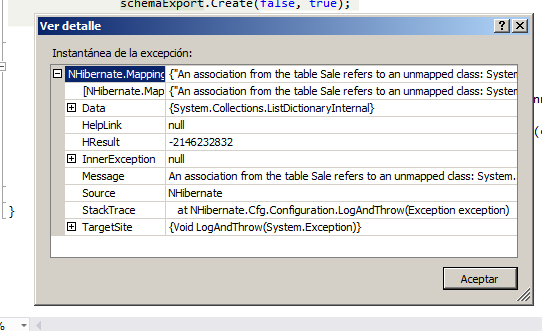 schemaExport.Create(false, true);
Ver detalle
Instantánea de la excepción:
NHibernate.Mapping {"An association from the table Sale refers to an unmapped class: System
[NHibernate.Map {"An association from the table Sale refers to an unmapped class: System
Data {System.Collections.ListDictionaryInternal}
HelpLink null
HResult -2146232832
InnerException null
Message An association from the table Sale refers to an unmapped class: System.
Source NHibernate
StackTrace at NHibernate.Cfg.Configuration.LogAndThrow(Exception exception)
TargetSite {Void LogAndThrow(System.Exception)}
Aceptar
}
%